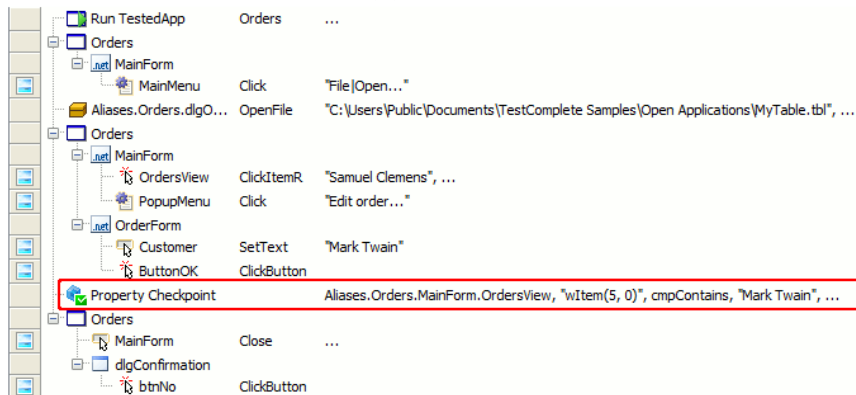 Run TestedApp Orders ...
Orders
.net MainForm
MainMenu Click "File|Open..."
Aliases.Orders.dlgO... OpenFile "C:\Users\Public\Documents\TestComplete Samples\Open Applications\MyTable.tbl", ...
Orders
.net MainForm
OrdersView ClickItemR "Samuel Clemens", ...
PopupMenu Click "Edit order..."
.net OrderForm
Customer SetText "Mark Twain"
ButtonOK ClickButton
Property Checkpoint Aliases.Orders.MainForm.OrdersView, "wItem(5, 0)", cmpContains, "Mark Twain", ...
Orders
MainForm Close ...
dlgConfirmation
btnNo ClickButton